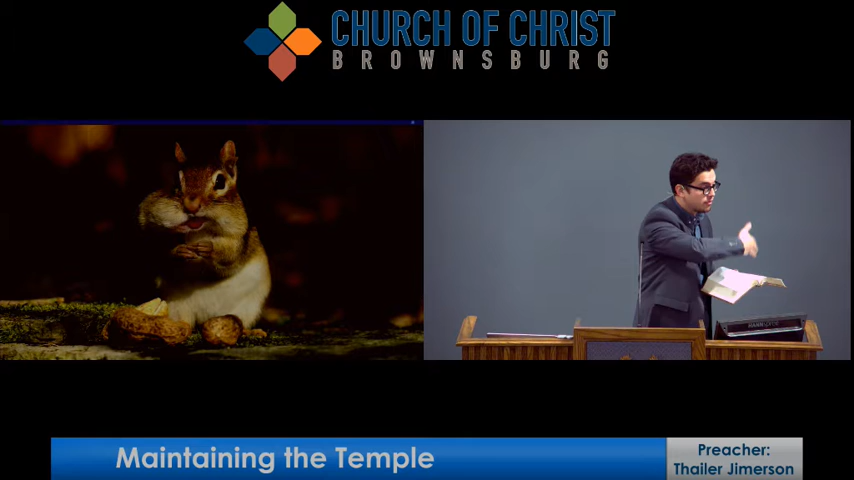 CHURCH OF CHRIST
BROWNSBURG
Maintaining the Temple
Preacher:
Thailer Jimerson